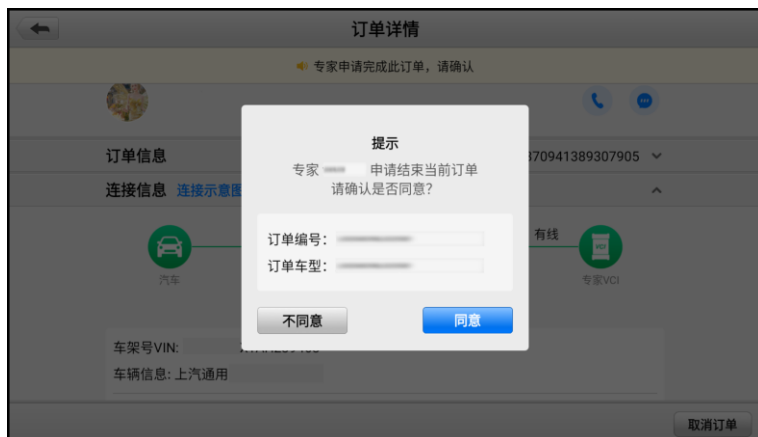 订单详情
专家申请完成此订单，请确认
提示
专家 申请结束当前订单
请确认是否同意？
订单信息
70941389307905
连接信息 连接示意图
订单编号：
订单车型：
有线
汽车
VCI
专家VCI
不同意
同意
车架号VIN:
车辆信息: 上汽通用
取消订单